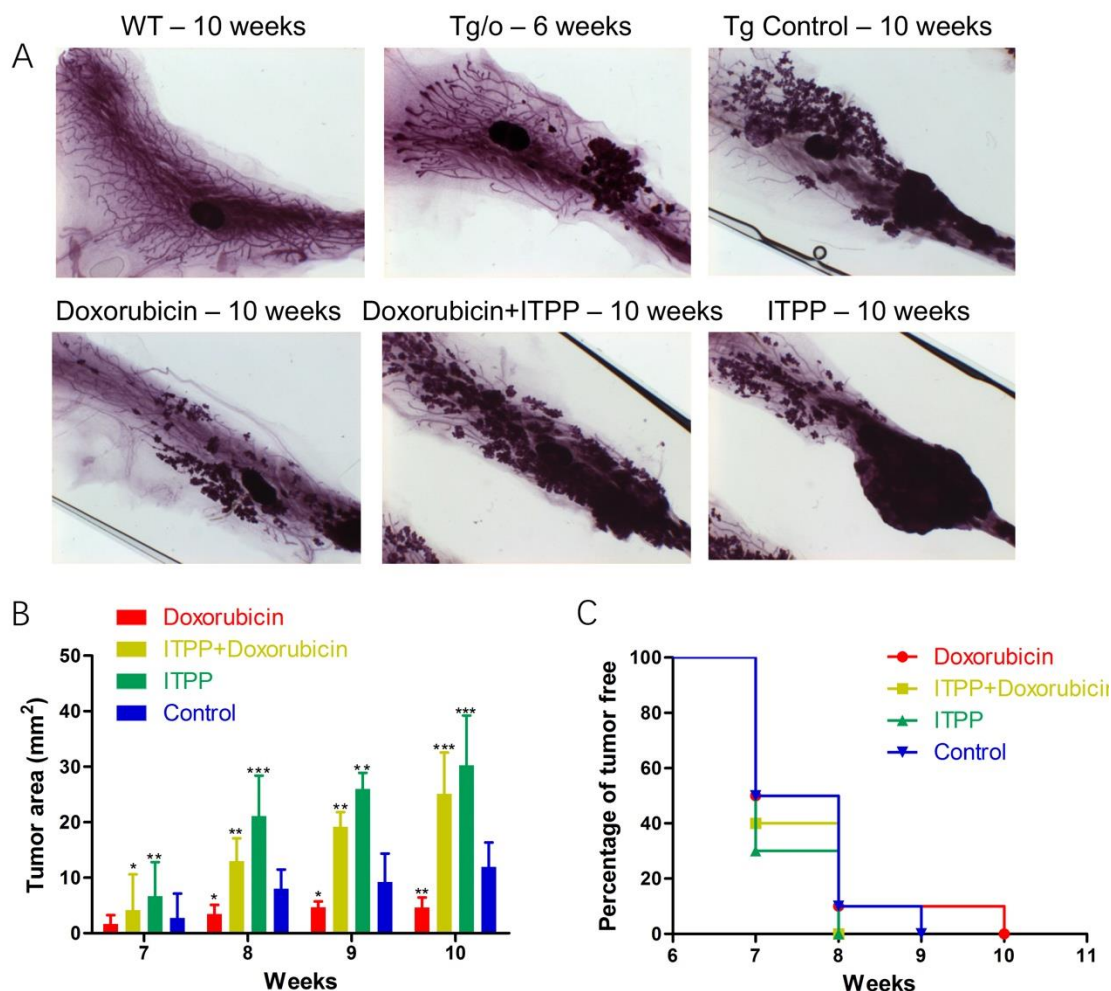 WT – 10 weeks
Tg/o – 6 weeks
Tg Control – 10 weeks
A
Doxorubicin – 10 weeks
Doxorubicin+ITPP – 10 weeks
ITPP – 10 weeks
B
Doxorubicin
ITPP+Doxorubicin
ITPP
Control
50
40
30
20
10
0
Tumor area (mm²)
* **
* ** ***
* ** **
** *** ***
7 8 9 10
Weeks
C
Doxorubicin
ITPP+Doxorubicin
ITPP
Control
100
80
60
40
20
0
Percentage of tumor free
6 7 8 9 10 11
Weeks